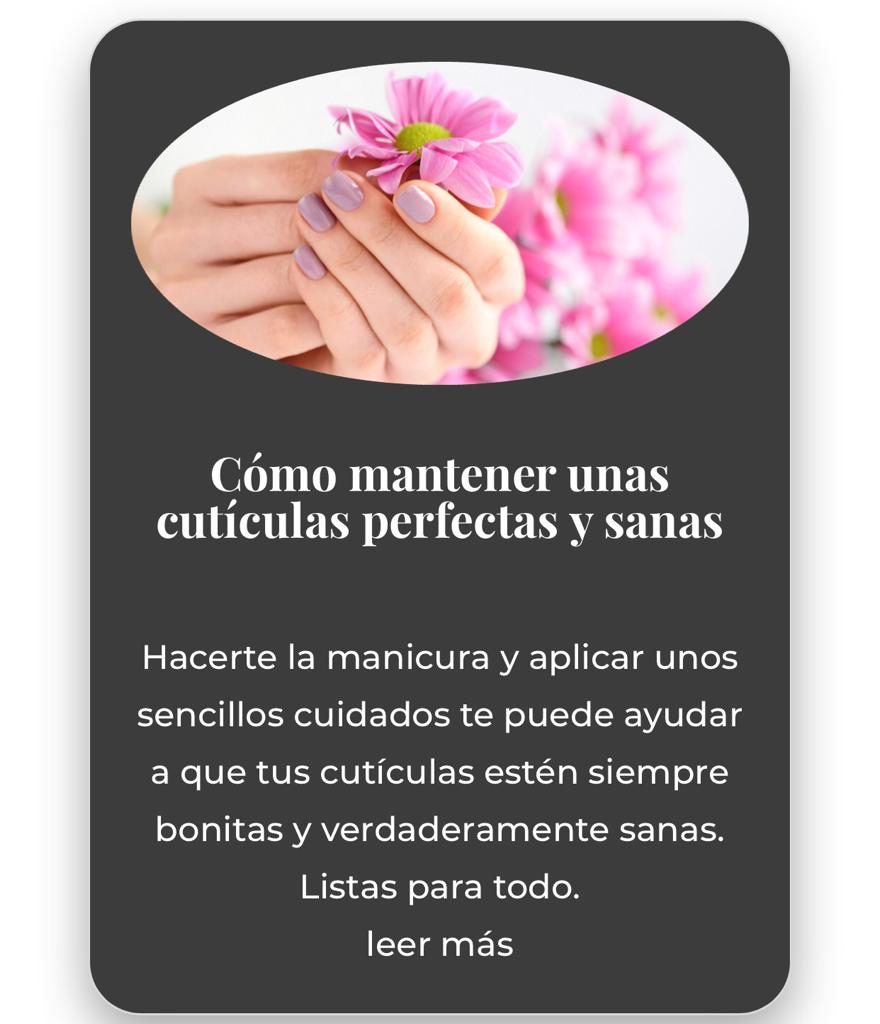 Cómo mantener unas
cutículas perfectas y sanas
Hacerte la manicura y aplicar unos
sencillos cuidados te puede ayudar
a que tus cutículas estén siempre
bonitas y verdaderamente sanas.
Listas para todo.
leer más